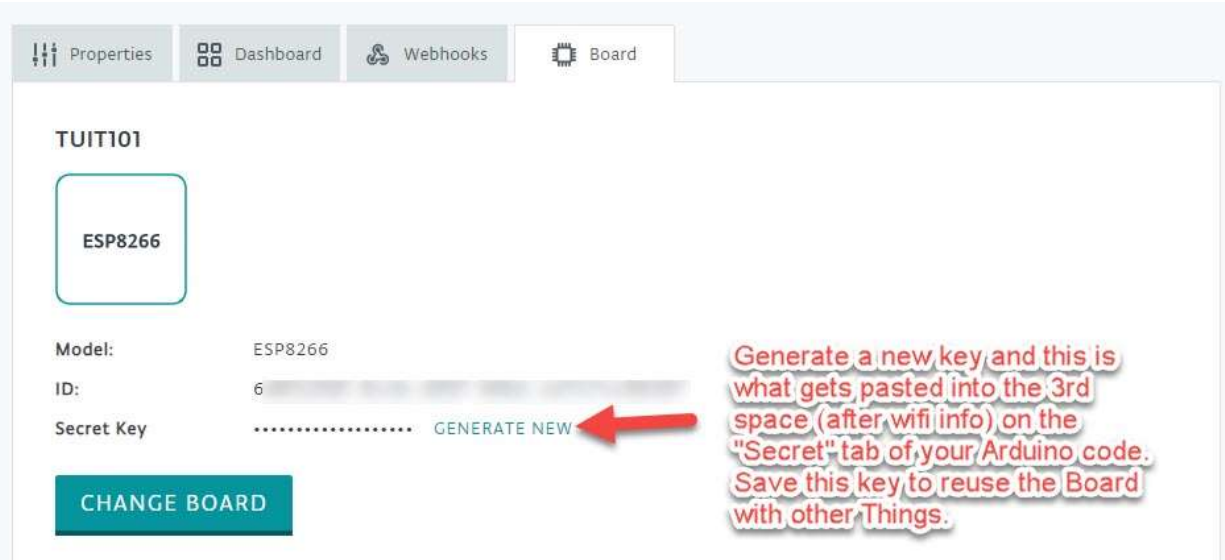 Properties Dashboard Webhooks Board
TUIT101
ESP8266
Model: ESP8266
ID: 6
Secret Key •••••••••••••••••• GENERATE NEW
CHANGE BOARD
Generate a new key and this is
what gets pasted into the 3rd
space (after wifi info) on the
"Secret" tab of your Arduino code.
Save this key to reuse the Board
with other Things.